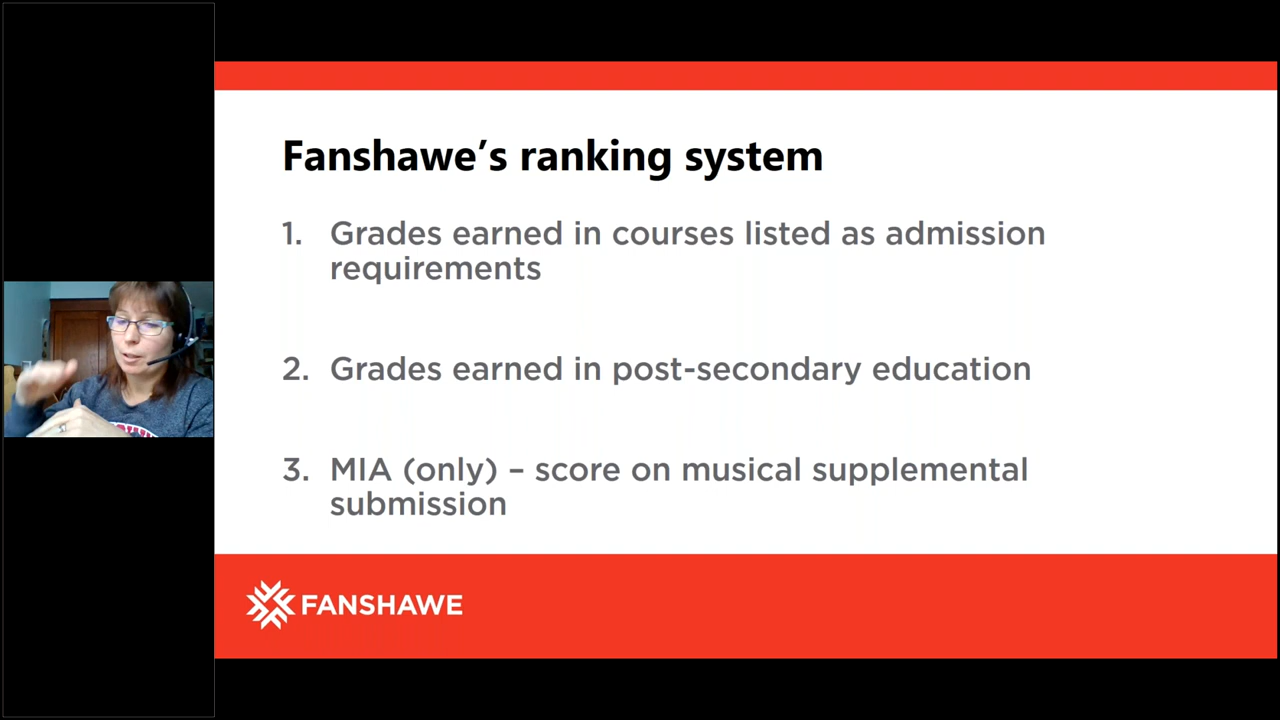 Fanshawe's ranking system
1. Grades earned in courses listed as admission
requirements
2. Grades earned in post-secondary education
3. MIA (only) – score on musical supplemental
submission
FANSHAWE